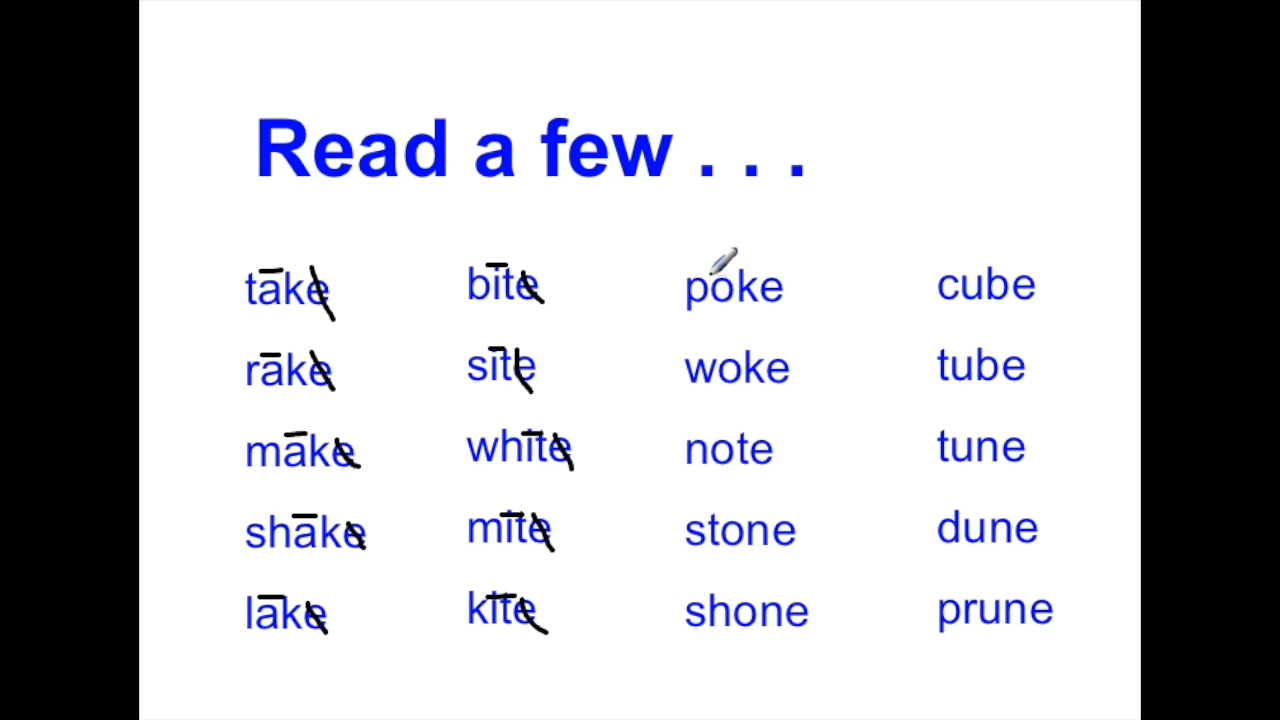 Read a few . . .
take bite poke cube
rake site woke tube
make white note tune
shake mite stone dune
lake kite shone prune